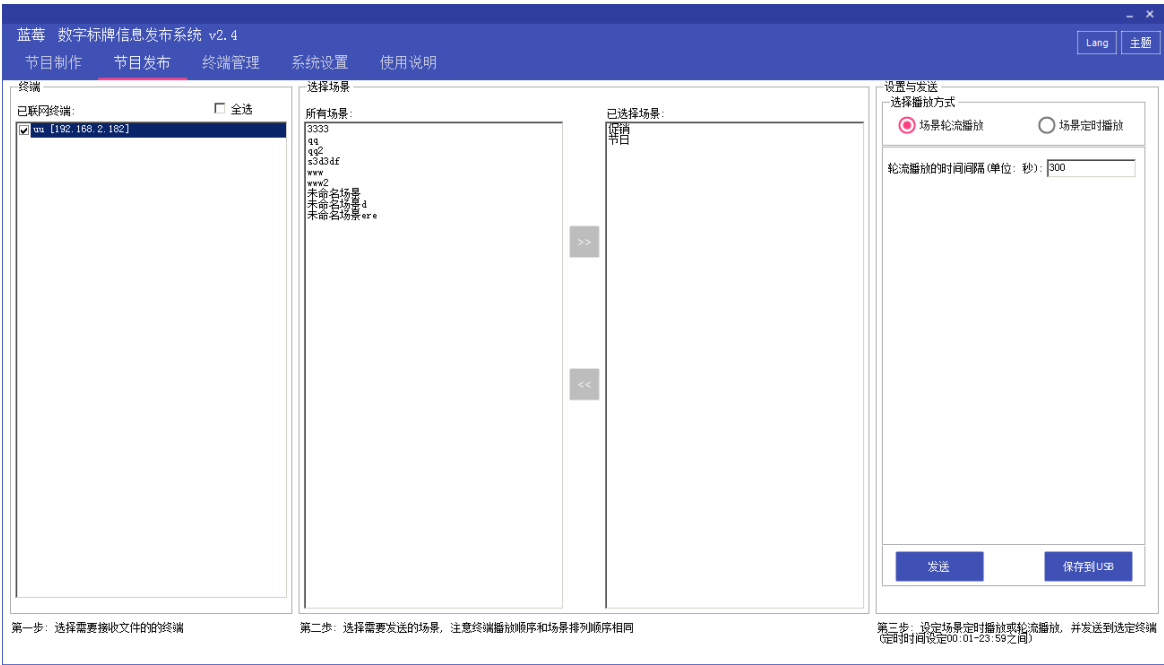 蓝莓 数字标牌信息发布系统 v2.4
Lang 主题
节目制作 节目发布 终端管理 系统设置 使用说明
终端
已联网终端: 全选
uu [192.168.2.182]
选择场景
所有场景:
3333
qq
qq2
s3d3df
www
www2
未命名场景
未命名场景d
未命名场景ere
>>
<<
已选择场景:
促销
节日
设置与发送
选择播放方式
场景轮流播放 场景定时播放
轮流播放的时间间隔(单位: 秒): 300
发送 保存到USB
第一步: 选择需要接收文件的的终端
第二步: 选择需要发送的场景, 注意终端播放顺序和场景排列顺序相同
第三步: 设定场景定时播放或轮流播放, 并发送到选定终端
(定时时间设定00:01-23:59之间)